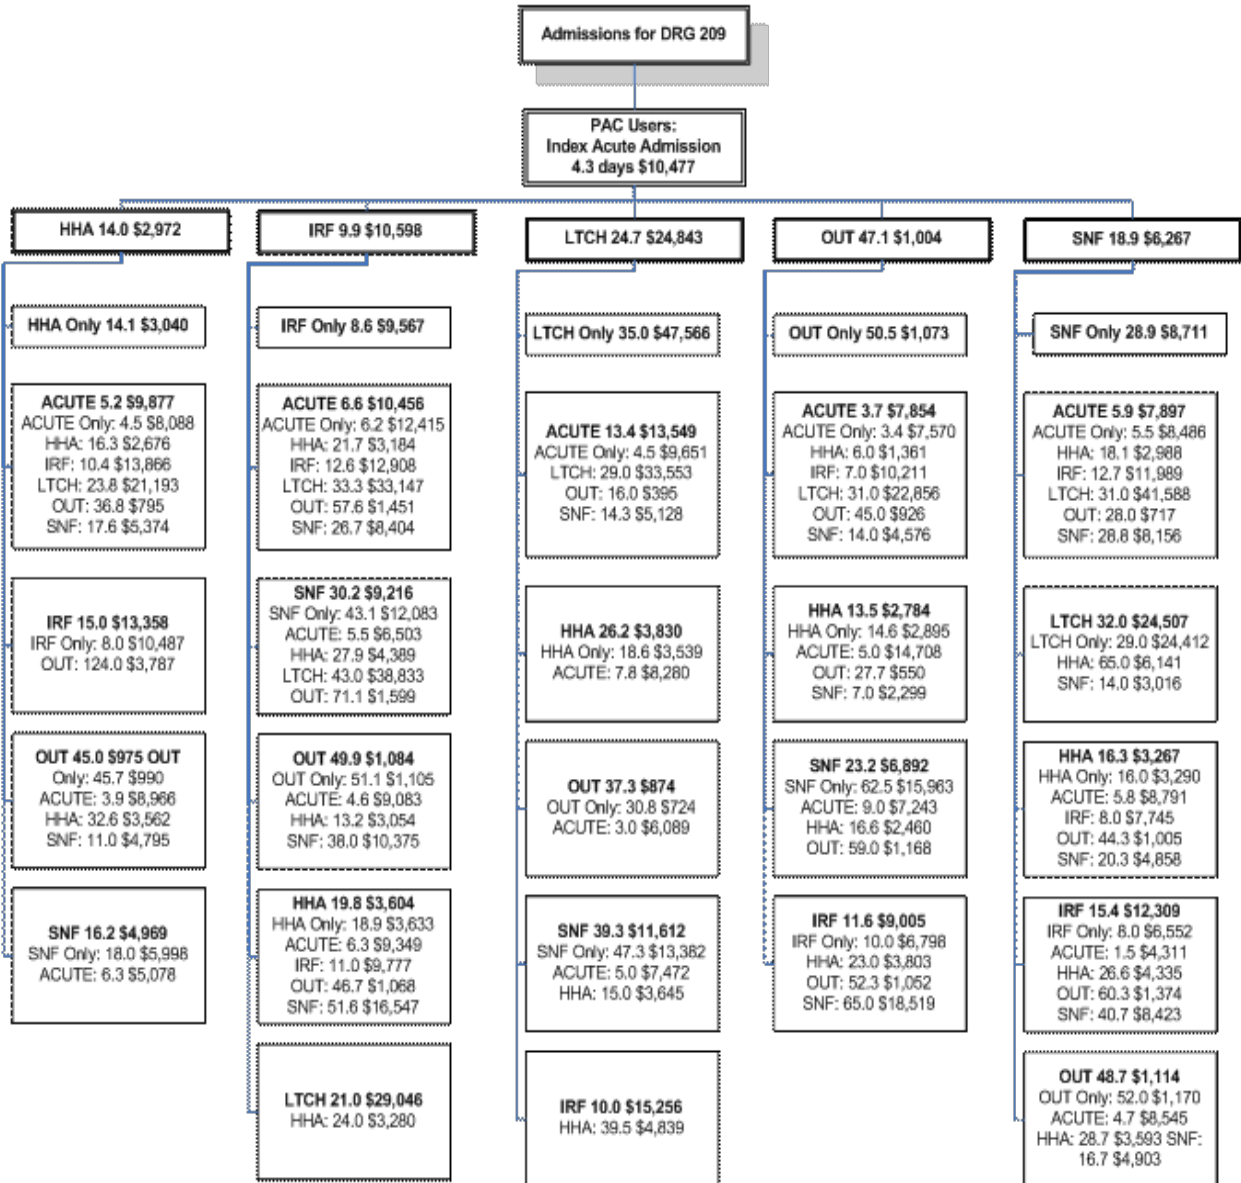 Admissions for DRG 209
PAC Users:
Index Acute Admission
4.3 days $10,477
HHA 14.0 $2,972
IRF 9.9 $10,598
LTCH 24.7 $24,843
OUT 47.1 $1,004
SNF 18.9 $6,267
HHA Only 14.1 $3,040
ACUTE 5.2 $9,877
ACUTE Only: 4.5 $8,088
HHA: 16.3 $2,676
IRF: 10.4 $13,866
LTCH: 23.8 $21,193
OUT: 36.8 $795
SNF: 17.6 $5,374
IRF 15.0 $13,358
IRF Only: 8.0 $10,487
OUT: 124.0 $3,787
OUT 45.0 $975 OUT
Only: 45.7 $990
ACUTE: 3.9 $8,966
HHA: 32.6 $3,562
SNF: 11.0 $4,795
SNF 16.2 $4,969
SNF Only: 18.0 $5,998
ACUTE: 6.3 $5,078
IRF Only 8.6 $9,567
ACUTE 6.6 $10,456
ACUTE Only: 6.2 $12,415
HHA: 21.7 $3,184
IRF: 12.6 $12,908
LTCH: 33.3 $33,147
OUT: 57.6 $1,451
SNF: 26.7 $8,404
SNF 30.2 $9,216
SNF Only: 43.1 $12,083
ACUTE: 5.5 $6,503
HHA: 27.9 $4,389
LTCH: 43.0 $38,833
OUT: 71.1 $1,599
OUT 49.9 $1,084
OUT Only: 51.1 $1,105
ACUTE: 4.6 $9,083
HHA: 13.2 $3,054
SNF: 38.0 $10,375
HHA 19.8 $3,604
HHA Only: 18.9 $3,633
ACUTE: 6.3 $9,349
IRF: 11.0 $9,777
OUT: 46.7 $1,068
SNF: 51.6 $16,547
LTCH 21.0 $29,046
HHA: 24.0 $3,280
LTCH Only 35.0 $47,566
ACUTE 13.4 $13,549
ACUTE Only: 4.5 $9,651
LTCH: 29.0 $33,553
OUT: 16.0 $395
SNF: 14.3 $5,128
HHA 26.2 $3,830
HHA Only: 18.6 $3,539
ACUTE: 7.8 $8,280
OUT 37.3 $874
OUT Only: 30.8 $724
ACUTE: 3.0 $6,089
SNF 39.3 $11,612
SNF Only: 47.3 $13,382
ACUTE: 5.0 $7,472
HHA: 15.0 $3,645
IRF 10.0 $15,256
HHA: 39.5 $4,839
OUT Only 50.5 $1,073
ACUTE 3.7 $7,854
ACUTE Only: 3.4 $7,570
HHA: 6.0 $1,361
IRF: 7.0 $10,211
LTCH: 31.0 $22,856
OUT: 45.0 $926
SNF: 14.0 $4,576
HHA 13.5 $2,784
HHA Only: 14.6 $2,895
ACUTE: 5.0 $14,708
OUT: 27.7 $550
SNF: 7.0 $2,299
SNF 23.2 $6,892
SNF Only: 62.5 $15,963
ACUTE: 9.0 $7,243
HHA: 16.6 $2,460
OUT: 59.0 $1,168
IRF 11.6 $9,005
IRF Only: 10.0 $6,798
HHA: 23.0 $3,803
OUT: 52.3 $1,052
SNF: 65.0 $18,519
SNF Only 28.9 $8,711
ACUTE 5.9 $7,897
ACUTE Only: 5.5 $8,486
HHA: 18.1 $2,988
IRF: 12.7 $11,989
LTCH: 31.0 $41,588
OUT: 28.0 $717
SNF: 28.8 $8,156
LTCH 32.0 $24,507
LTCH Only: 29.0 $24,412
HHA: 65.0 $6,141
SNF: 14.0 $3,016
HHA 16.3 $3,267
HHA Only: 16.0 $3,290
ACUTE: 5.8 $8,791
IRF: 8.0 $7,745
OUT: 44.3 $1,005
SNF: 20.3 $4,858
IRF 15.4 $12,309
IRF Only: 8.0 $6,552
ACUTE: 1.5 $4,311
HHA: 26.6 $4,335
OUT: 60.3 $1,374
SNF: 40.7 $8,423
OUT 48.7 $1,114
OUT Only: 52.0 $1,170
ACUTE: 4.7 $8,545
HHA: 28.7 $3,593 SNF:
16.7 $4,903